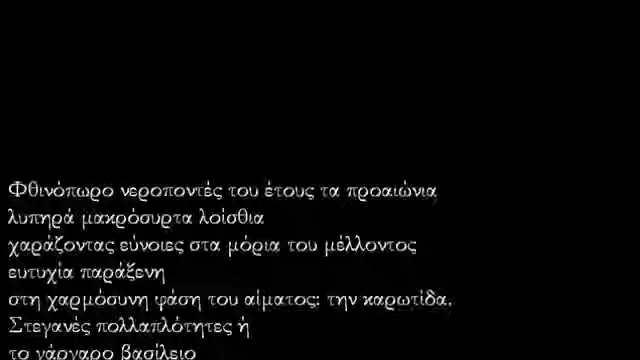 Φθινόπωρο νεροποντές του έτους τα προαιώνια
λυπηρά μακρόσυρτα λοίσθια
χαράζοντας εύνοιες στα μόρια του μέλλοντος
ευτυχία παράξενη
στη χαρμόσυνη φάση του αίματος: την καρωτίδα.
Στεγανές πολλαπλότητες ή
το γάργαρο βασίλειο